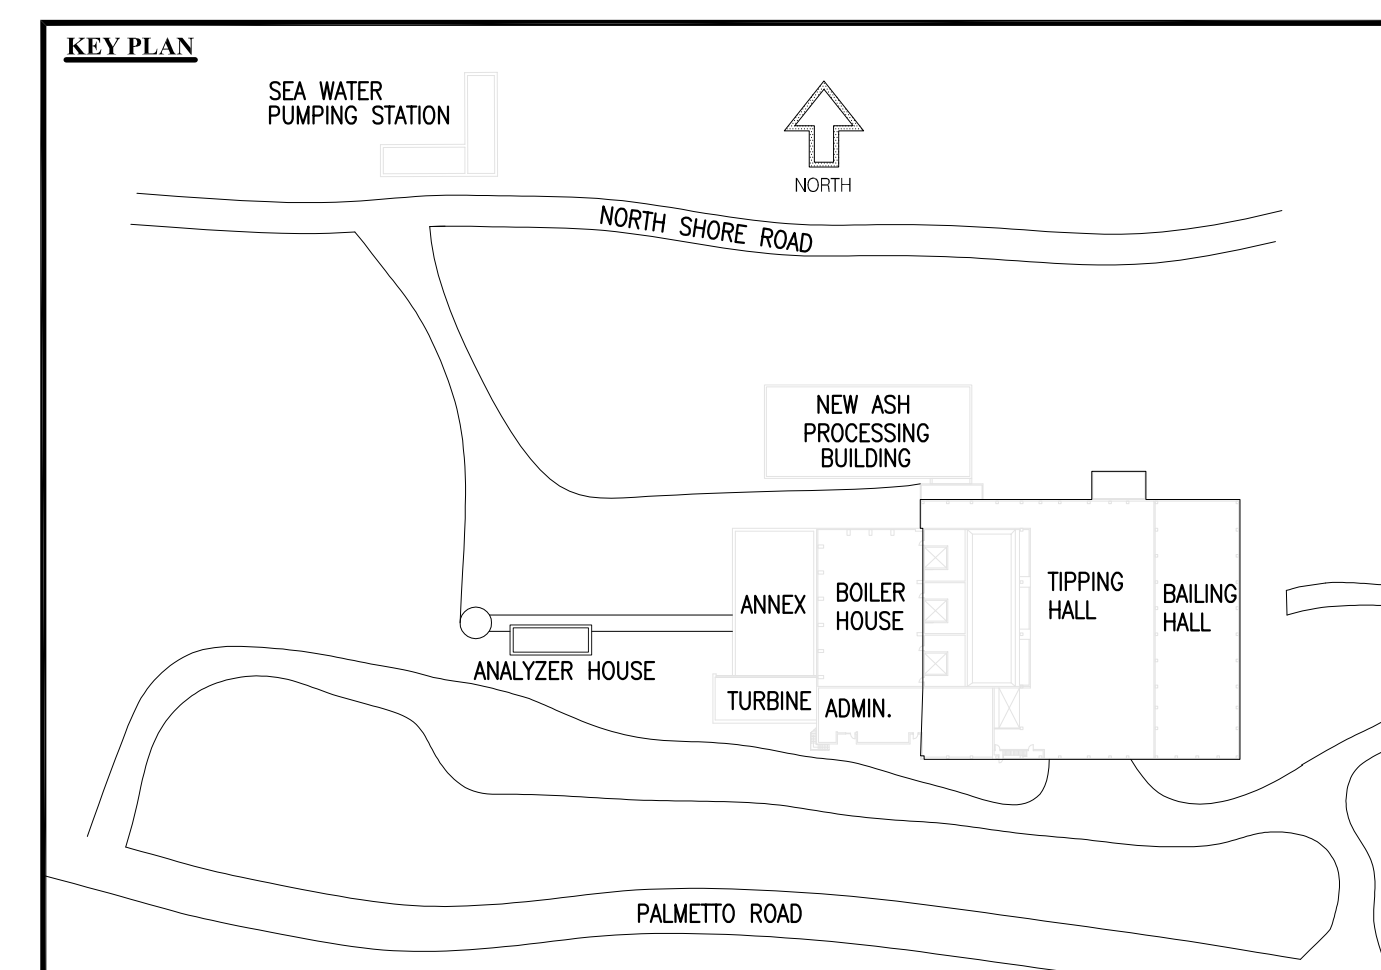 KEY PLAN
SEA WATER
PUMPING STATION
NORTH
NORTH SHORE ROAD
NEW ASH
PROCESSING
BUILDING
ANNEX
BOILER
HOUSE
TIPPING
HALL
BAILING
HALL
ANALYZER HOUSE
TURBINE
ADMIN.
PALMETTO ROAD